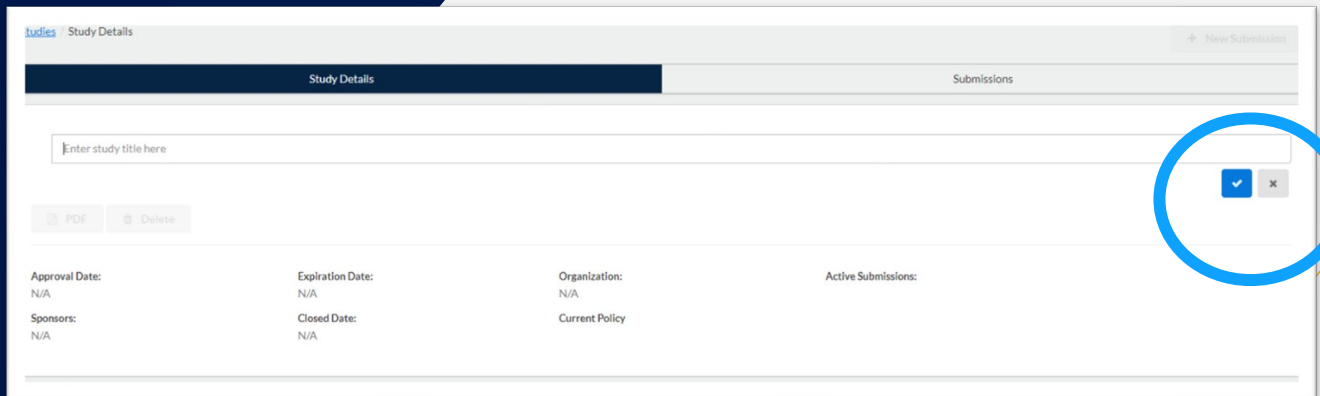 tudies / Study Details
+ New Submission
Study Details
Submissions
Enter study title here
PDF
Delete
Approval Date:
N/A
Expiration Date:
N/A
Organization:
N/A
Active Submissions:
Sponsors:
N/A
Closed Date:
N/A
Current Policy